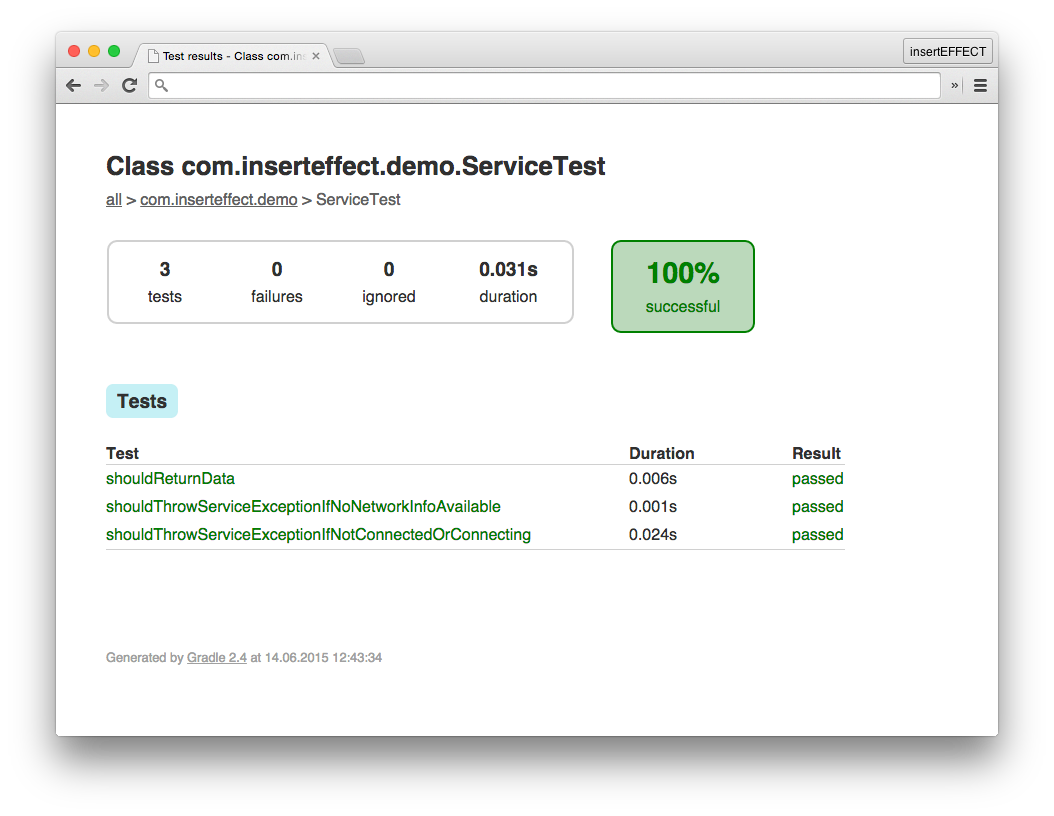 Test results - Class com.in
insertEFFECT
»
Class com.inserteffect.demo.ServiceTest
all > com.inserteffect.demo > ServiceTest
3 0 0 0.031s
tests failures ignored duration
100%
successful
Tests
Test Duration Result
shouldReturnData 0.006s passed
shouldThrowServiceExceptionIfNoNetworkInfoAvailable 0.001s passed
shouldThrowServiceExceptionIfNotConnectedOrConnecting 0.024s passed
Generated by Gradle 2.4 at 14.06.2015 12:43:34